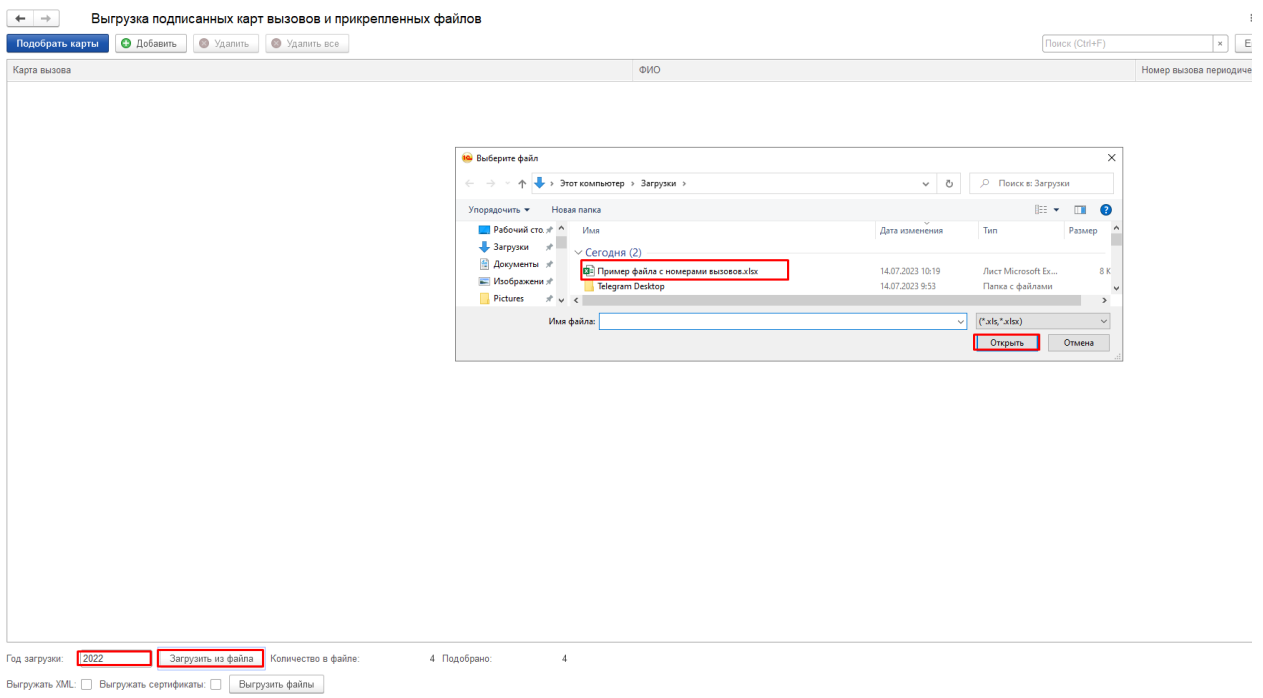 Выгрузка подписанных карт вызовов и прикрепленных файлов
Подобрать карты Добавить Удалить Удалить все Поиск (Ctrl+F) ×
Карта вызова ФИО Номер вызова периодиче
Выберите файл
Этот компьютер › Загрузки › Поиск в: Загрузки
Упорядочить Новая папка
Рабочий сто. Имя Дата изменения Тип Размер
Загрузки Сегодня (2)
Документы Пример файла с номерами вызовов.xlsx 14.07.2023 10:19 Лист Microsoft Ex... 8 К
Изображени Telegram Desktop 14.07.2023 9:53 Папка с файлами
Pictures
Имя файла: (*.xls,*.xlsx)
Открыть Отмена
Год загрузки: 2022 Загрузить из файла Количество в файле: 4 Подобрано: 4
Выгружать XML: Выгружать сертификаты: Выгрузить файлы